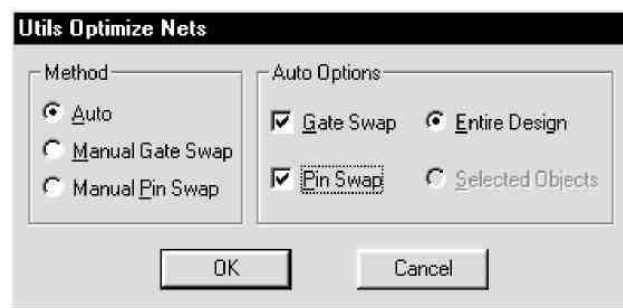 Utils Optimize Nets
Method
Auto
Manual Gate Swap
Manual Pin Swap
Auto Options
Gate Swap
Entire Design
Pin Swap
Selected Objects
OK
Cancel